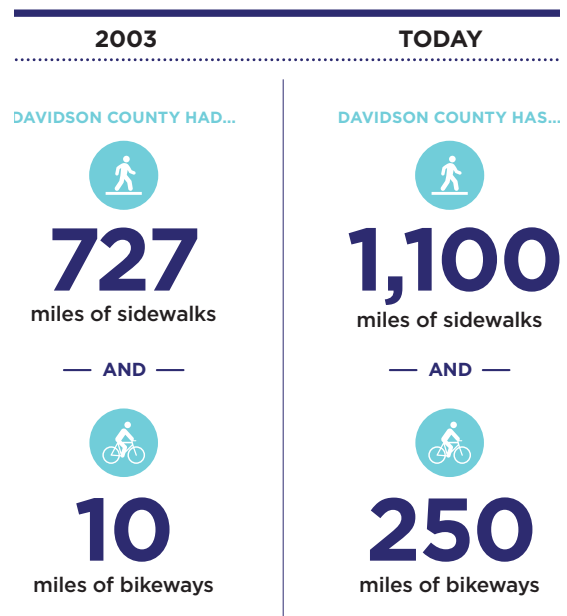 2003
DAVIDSON COUNTY HAD...
727
miles of sidewalks
AND
10
miles of bikeways
TODAY
DAVIDSON COUNTY HAS...
1,100
miles of sidewalks
AND
250
miles of bikeways